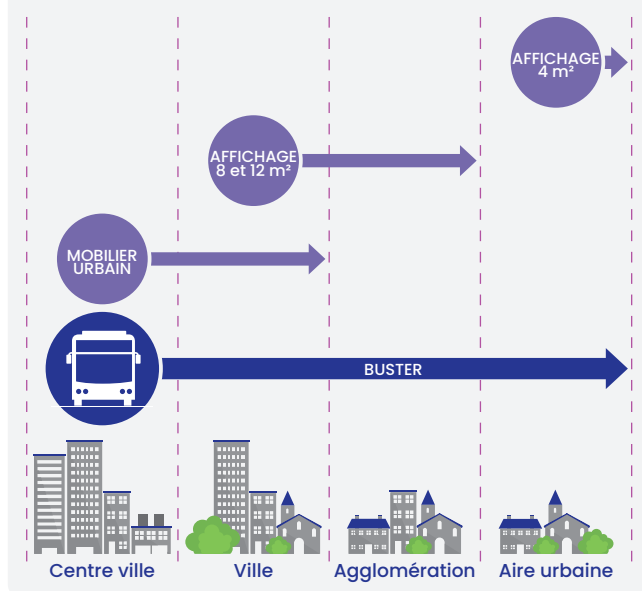 AFFICHAGE
4 m²
AFFICHAGE
8 et 12 m²
MOBILIER
URBAIN
BUSTER
Centre ville
Ville
Agglomération
Aire urbaine